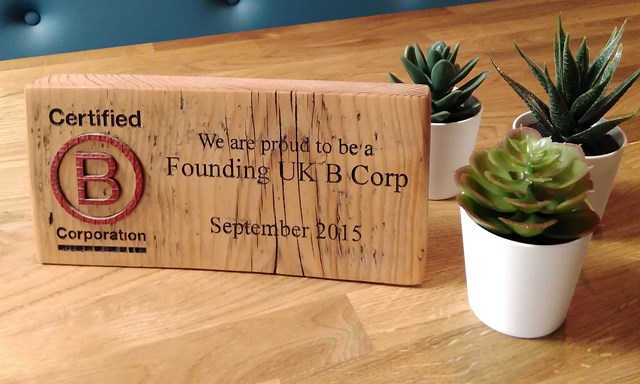 Certified
B
Corporation
We are proud to be a
Founding UK B Corp
September 2015